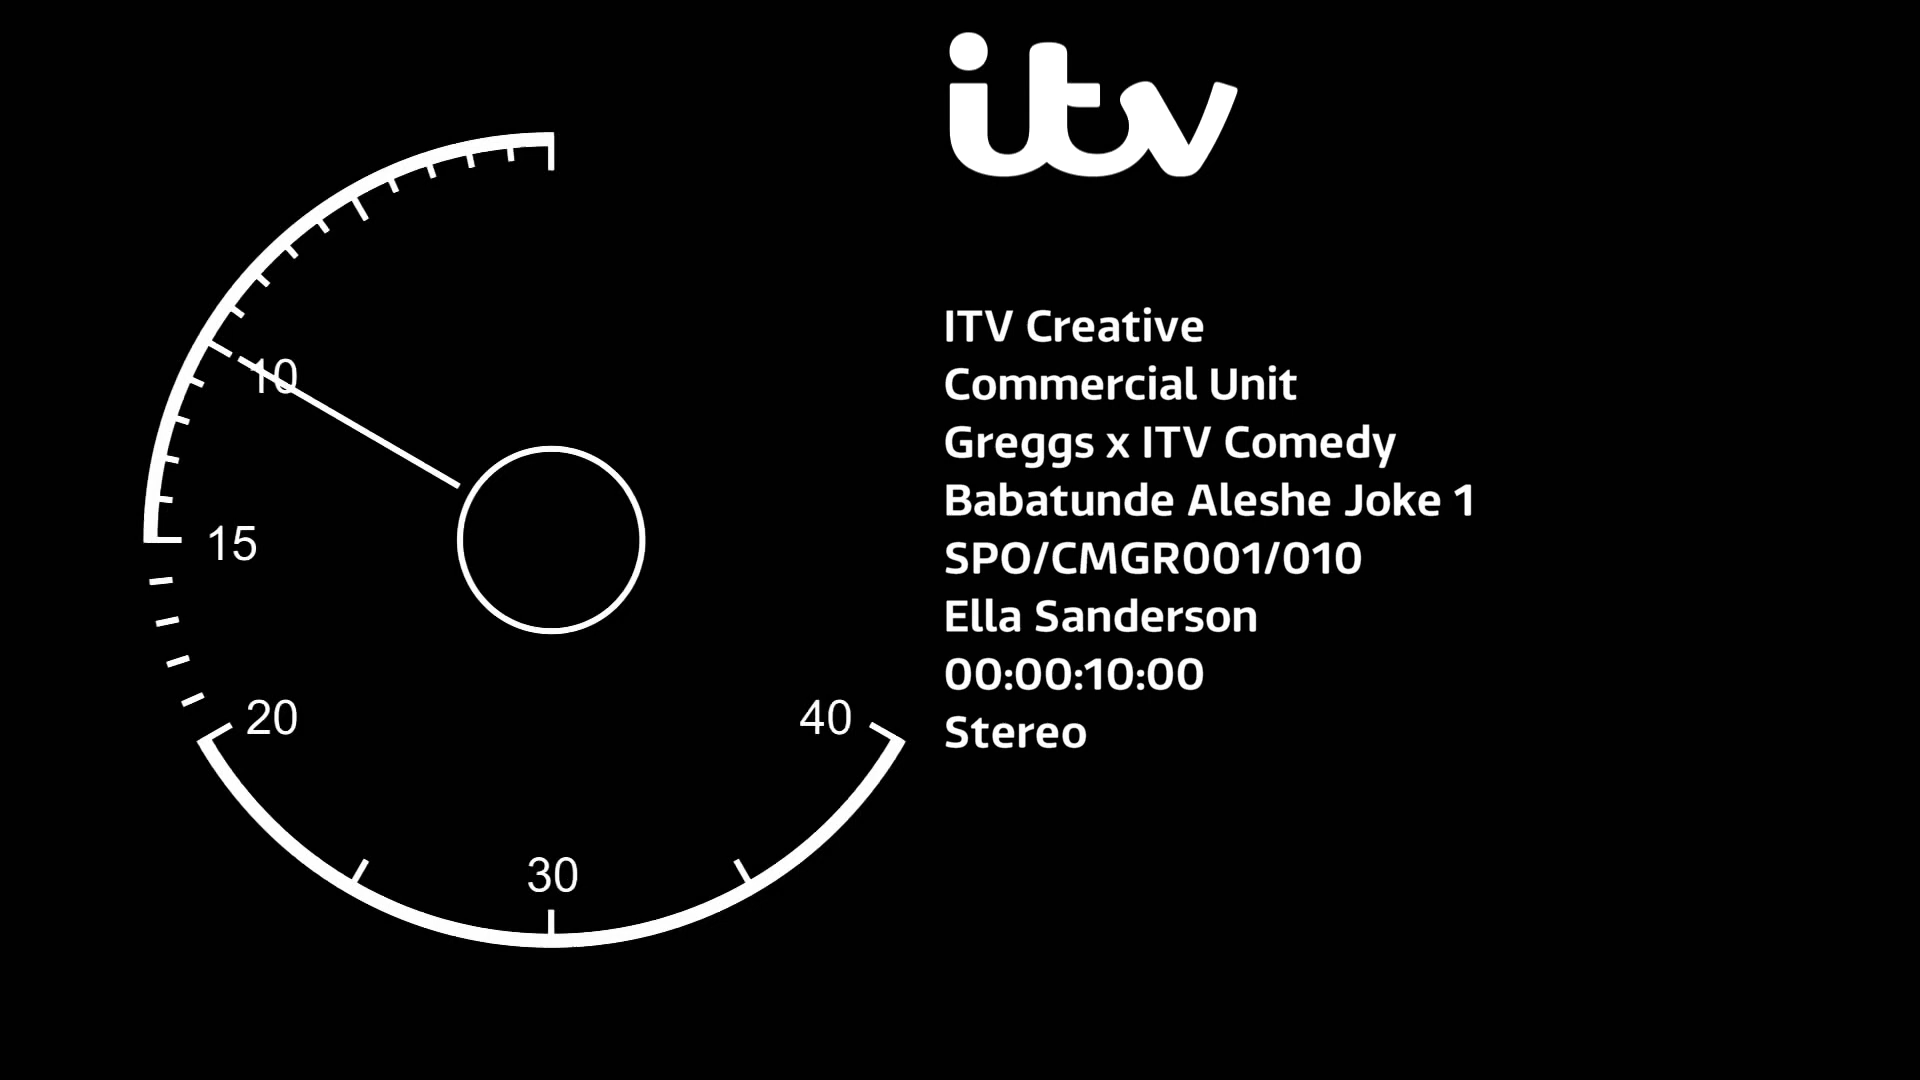 itv
ITV Creative
Commercial Unit
Greggs x ITV Comedy
Babatunde Aleshe Joke 1
SPO/CMGR001/010
Ella Sanderson
00:00:10:00
Stereo
10
15
20
40
30